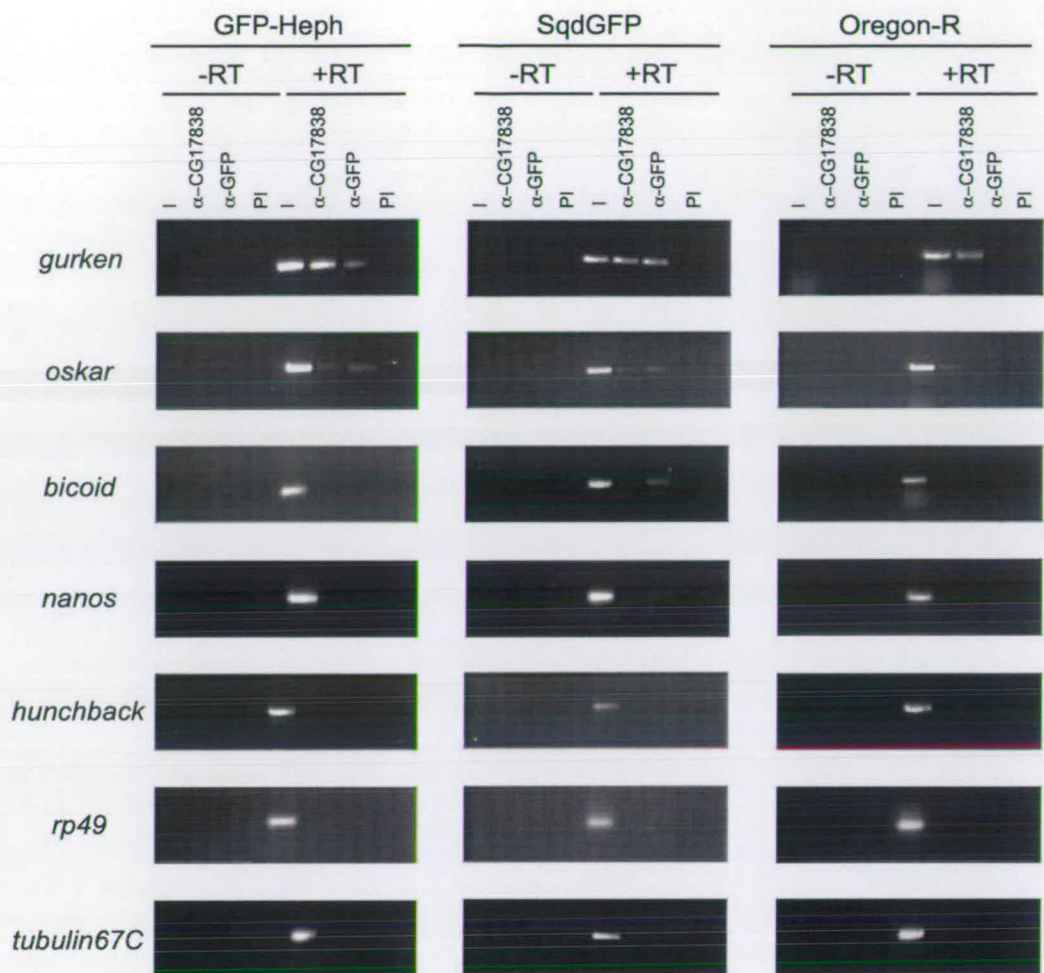 GFP-Heph SqdGFP Oregon-R
-RT +RT -RT +RT -RT +RT
I α-CG17838 α-GFP PI I α-CG17838 α-GFP PI I α-CG17838 α-GFP PI I α-CG17838 α-GFP PI I α-CG17838 α-GFP PI I α-CG17838 α-GFP PI
gurken
oskar
bicoid
nanos
hunchback
rp49
tubulin67C